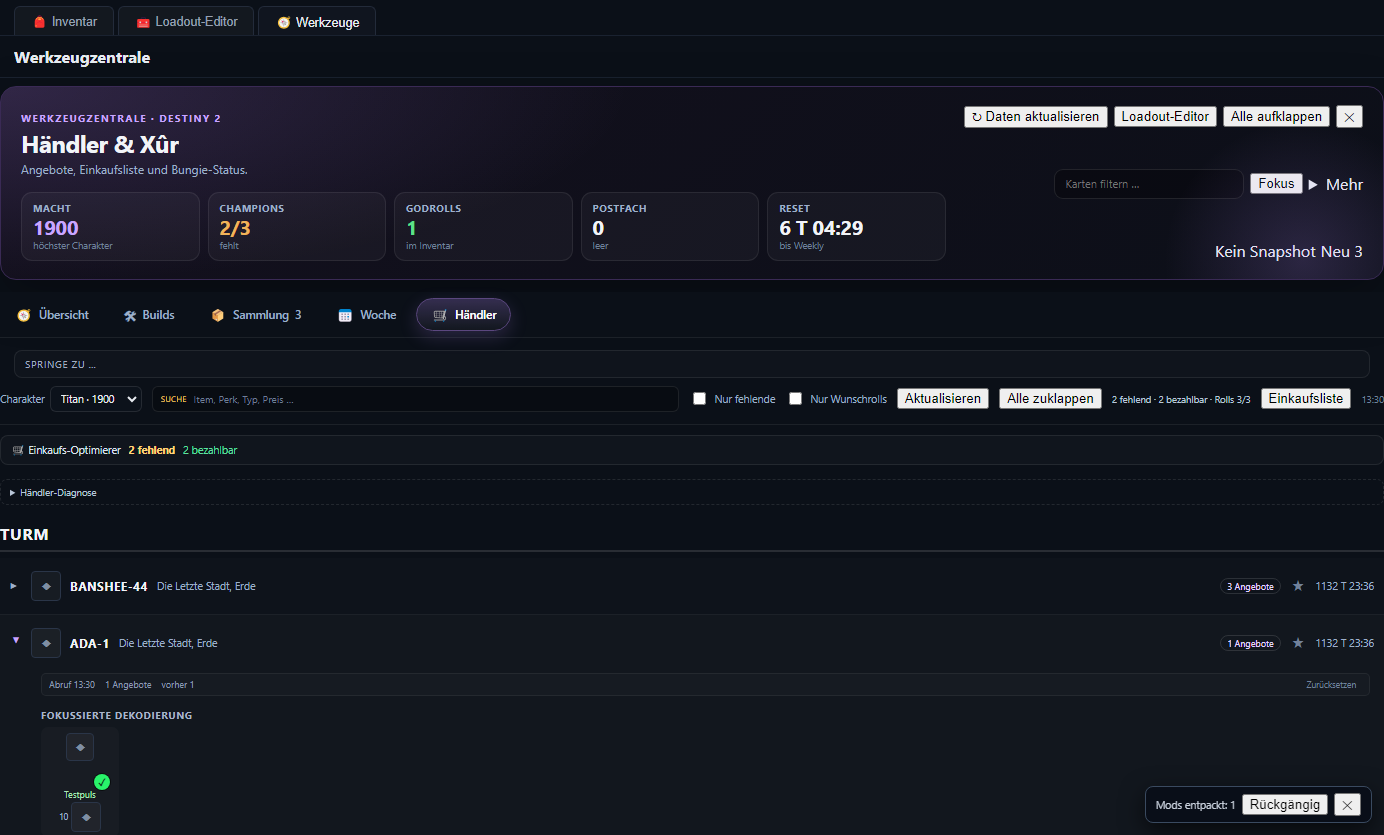 Inventar
Loadout-Editor
Werkzeuge
Werkzeugzentrale
WERKZEUGZENTRALE · DESTINY 2
Händler & Xûr
Angebote, Einkaufsliste und Bungie-Status.
↻ Daten aktualisieren
Loadout-Editor
Alle aufklappen
Karten filtern ...
Fokus
Mehr
MACHT
1900
höchster Charakter
CHAMPIONS
2/3
fehlt
GODROLLS
1
im Inventar
POSTFACH
0
leer
RESET
6 T 04:29
bis Weekly
Kein Snapshot Neu 3
Übersicht
Builds
Sammlung 3
Woche
Händler
SPRINGE ZU ...
Charakter
Titan · 1900
SUCHE Item, Perk, Typ, Preis ...
Nur fehlende
Nur Wunschrolls
Aktualisieren
Alle zuklappen
2 fehlend · 2 bezahlbar · Rolls 3/3
Einkaufsliste
13:30
Einkaufs-Optimierer 2 fehlend 2 bezahlbar
Händler-Diagnose
TURM
BANSHEE-44 Die Letzte Stadt, Erde
3 Angebote
1132 T 23:36
ADA-1 Die Letzte Stadt, Erde
1 Angebote
1132 T 23:36
Abruf 13:30 1 Angebote vorher 1
Zurücksetzen
FOKUSSIERTE DEKODIERUNG
Testpuls
10
Mods entpackt: 1
Rückgängig